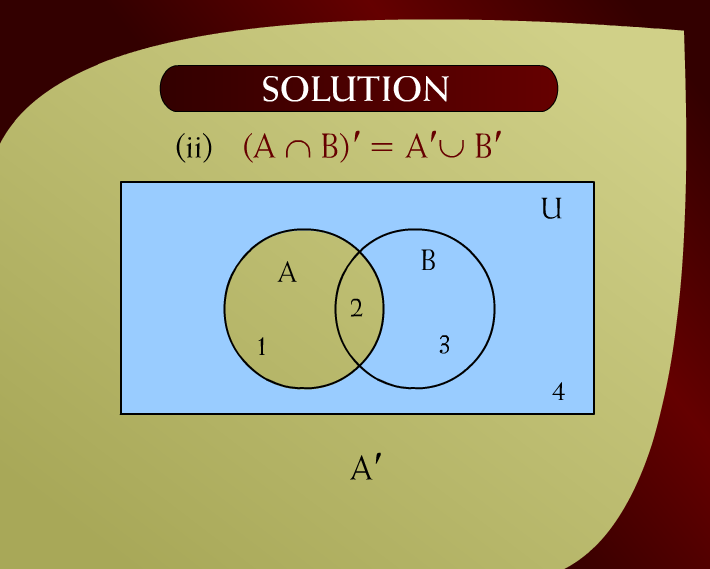 SOLUTION
(ii) (A ∩ B)′ = A′∪ B′
U
A B
2
1 3
4
A′